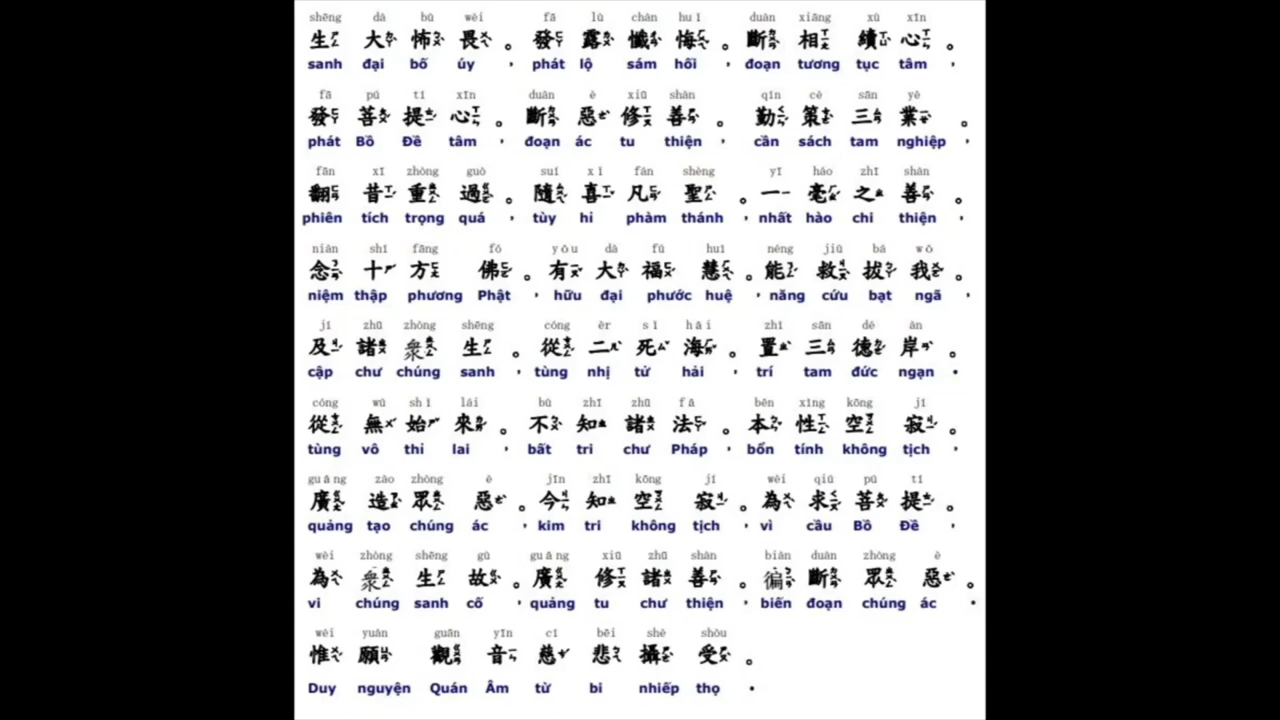 shēng dà bù wèi fā lù chàn huǐ duàn xiāng xù xīn
生大怖畏。發露懺悔。斷相續心。
sanh đại bố úy , phát lộ sám hối , đoạn tương tục tâm ,
fā pú tí xīn duàn è xiū shàn qín cè sān yè
發菩提心。斷惡修善。勤策三業。
phát Bồ Đề tâm , đoạn ác tu thiện , cần sách tam nghiệp ,
fān xī zhòng guò suí xǐ fán shèng yī háo zhī shàn
翻昔重過。隨喜凡聖。一毫之善。
phiên tích trọng quá , tùy hỉ phàm thánh , nhất hào chi thiện ,
niàn shí fāng fó yǒu dà fú huì néng jiù bá wǒ
念十方佛。有大福慧。能救拔我。
niệm thập phương Phật , hữu đại phước huệ , năng cứu bạt ngã ,
jí zhū zhòng shēng cóng èr sǐ hǎi zhì sān dé àn
及諸衆生。從二死海。置三德岸。
cập chư chúng sanh , tùng nhị tử hải , trí tam đức ngạn •
cóng wú shǐ lái bù zhī zhū fǎ běn xìng kōng jí
從無始來。不知諸法。本性空寂。
tùng vô thỉ lai , bất tri chư Pháp , bổn tính không tịch ,
guǎng zào zhòng è jīn zhī kōng jí wèi qiú pú tí
廣造眾惡。今知空寂。為求菩提。
quảng tạo chúng ác , kim tri không tịch , vì cầu Bồ Đề ,
wèi zhòng shēng gù guǎng xiū zhū shàn biàn duàn zhòng è
為衆生故。廣修諸善。徧斷眾惡。
vi chúng sanh cố , quảng tu chư thiện , biến đoạn chúng ác •
wéi yuàn guān yīn cí bēi shè shòu
惟願觀音慈悲攝受。
Duy nguyện Quán Âm từ bi nhiếp thọ •